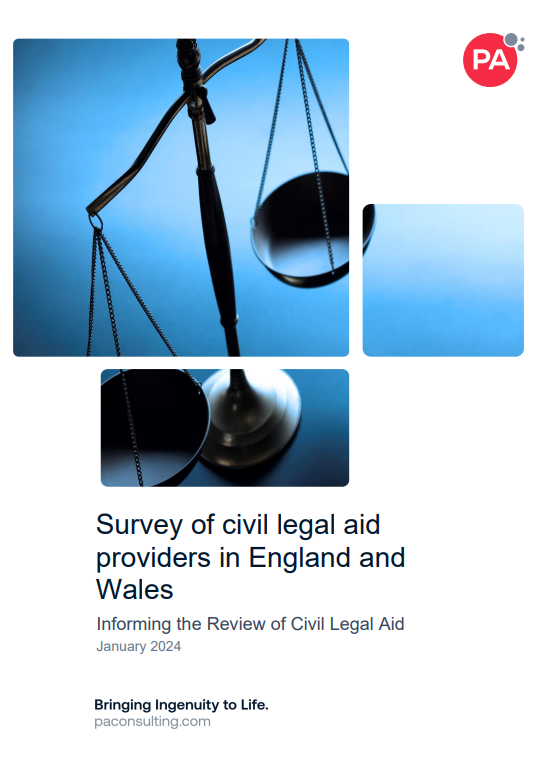 PA
Survey of civil legal aid
providers in England and
Wales
Informing the Review of Civil Legal Aid
January 2024
Bringing Ingenuity to Life.
paconsulting.com